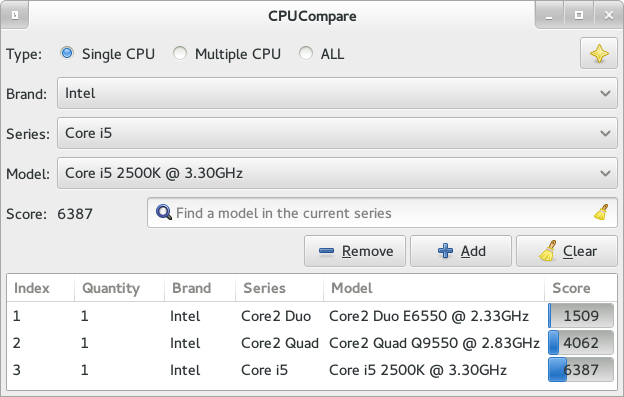 CPUCompare
Type: Single CPU Multiple CPU ALL
Brand: Intel
Series: Core i5
Model: Core i5 2500K @ 3.30GHz
Score: 6387 Find a model in the current series
Remove Add Clear
Index Quantity Brand Series Model Score
1 1 Intel Core2 Duo Core2 Duo E6550 @ 2.33GHz 1509
2 1 Intel Core2 Quad Core2 Quad Q9550 @ 2.83GHz 4062
3 1 Intel Core i5 Core i5 2500K @ 3.30GHz 6387